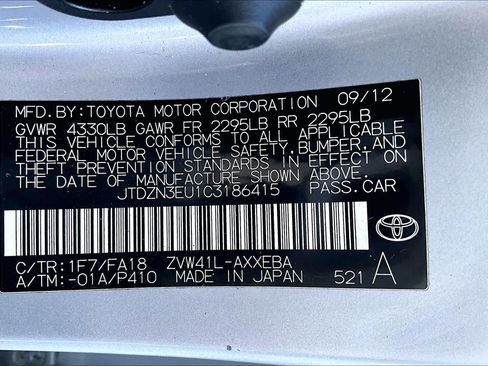 MFD.BY:TOYOTA MOTOR CORPORATION 09/12
GVWR 4330LB GAWR FR 2295LB RR 2295LB
THIS VEHICLE CONFORMS TO ALL APPLICABLE
FEDERAL MOTOR VEHICLE SAFETY,BUMPER,AND
THEFT PREVENTION STANDARDS IN EFFECT ON
THE DATE OF MANUFACTURE SHOWN ABOVE.
JTDZN3EU1C3186415 PASS.CAR
C/TR:1F7/FA18 ZVW41L-AXXEBA
A/TM:-01A/P410 MADE IN JAPAN 521 A